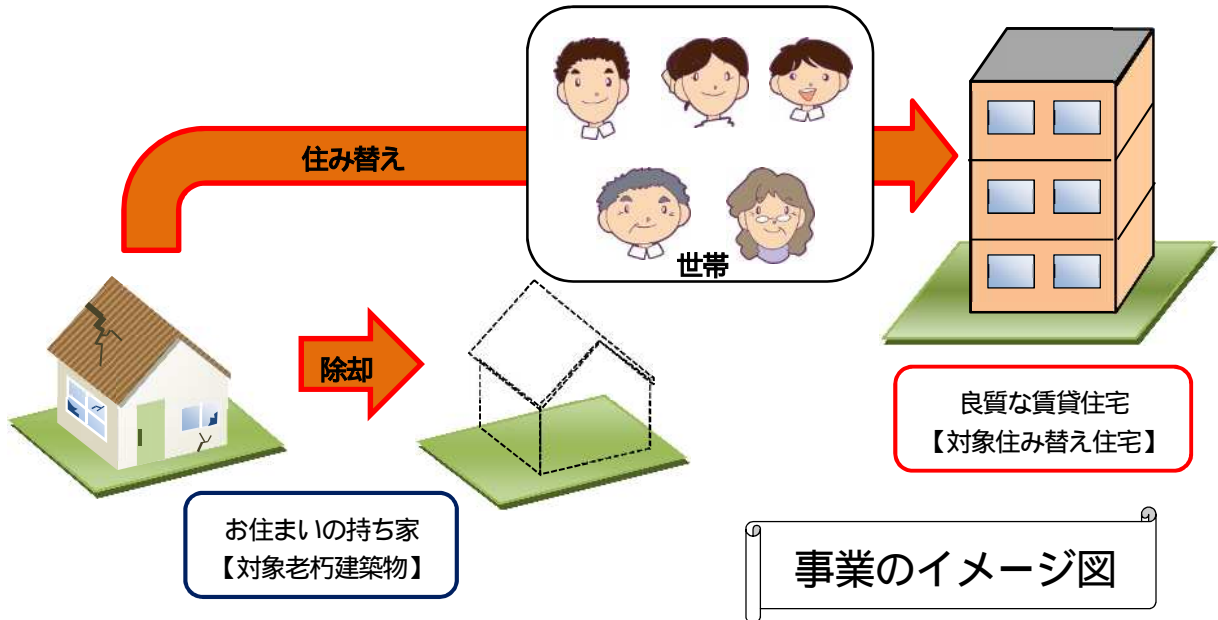 住み替え
世帯
除却
良質な賃貸住宅
【対象住み替え住宅】
お住まいの持ち家
【対象老朽建築物】
事業のイメージ図